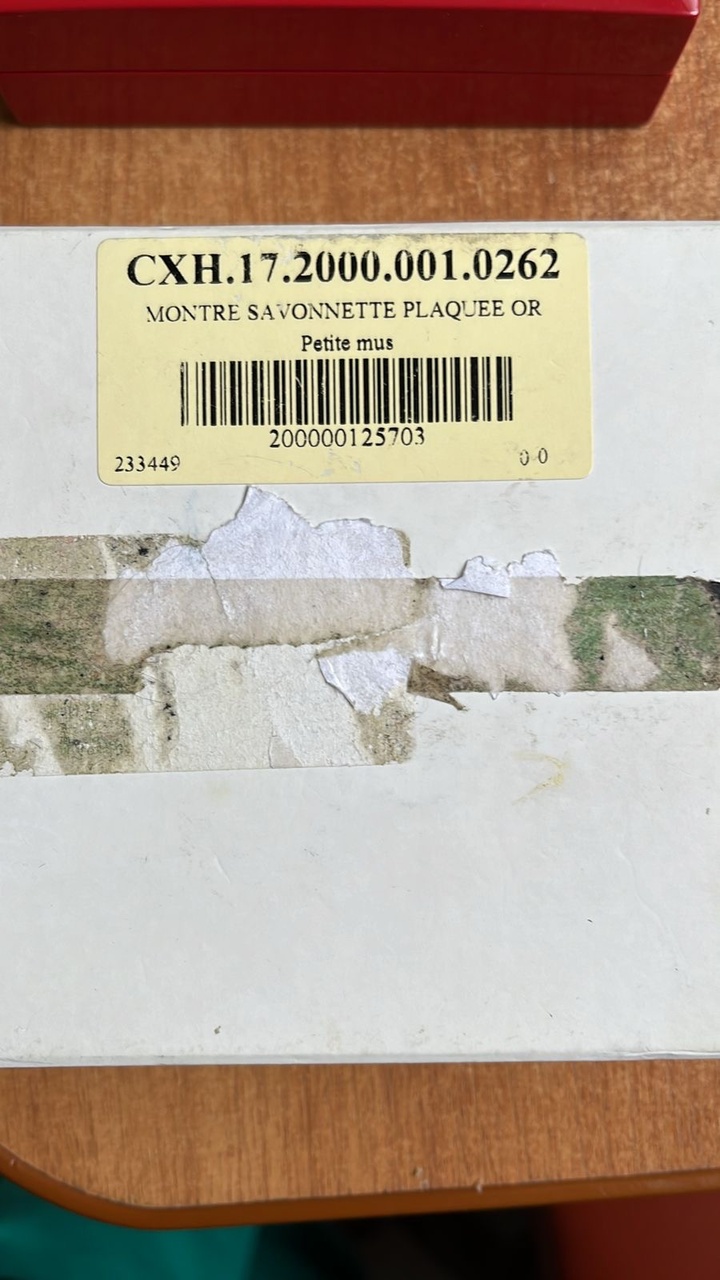 CXH.17.2000.001.0262
MONTRE SAVONNETTE PLAQUEE OR
Petite mus
200000125703
233449 0 0